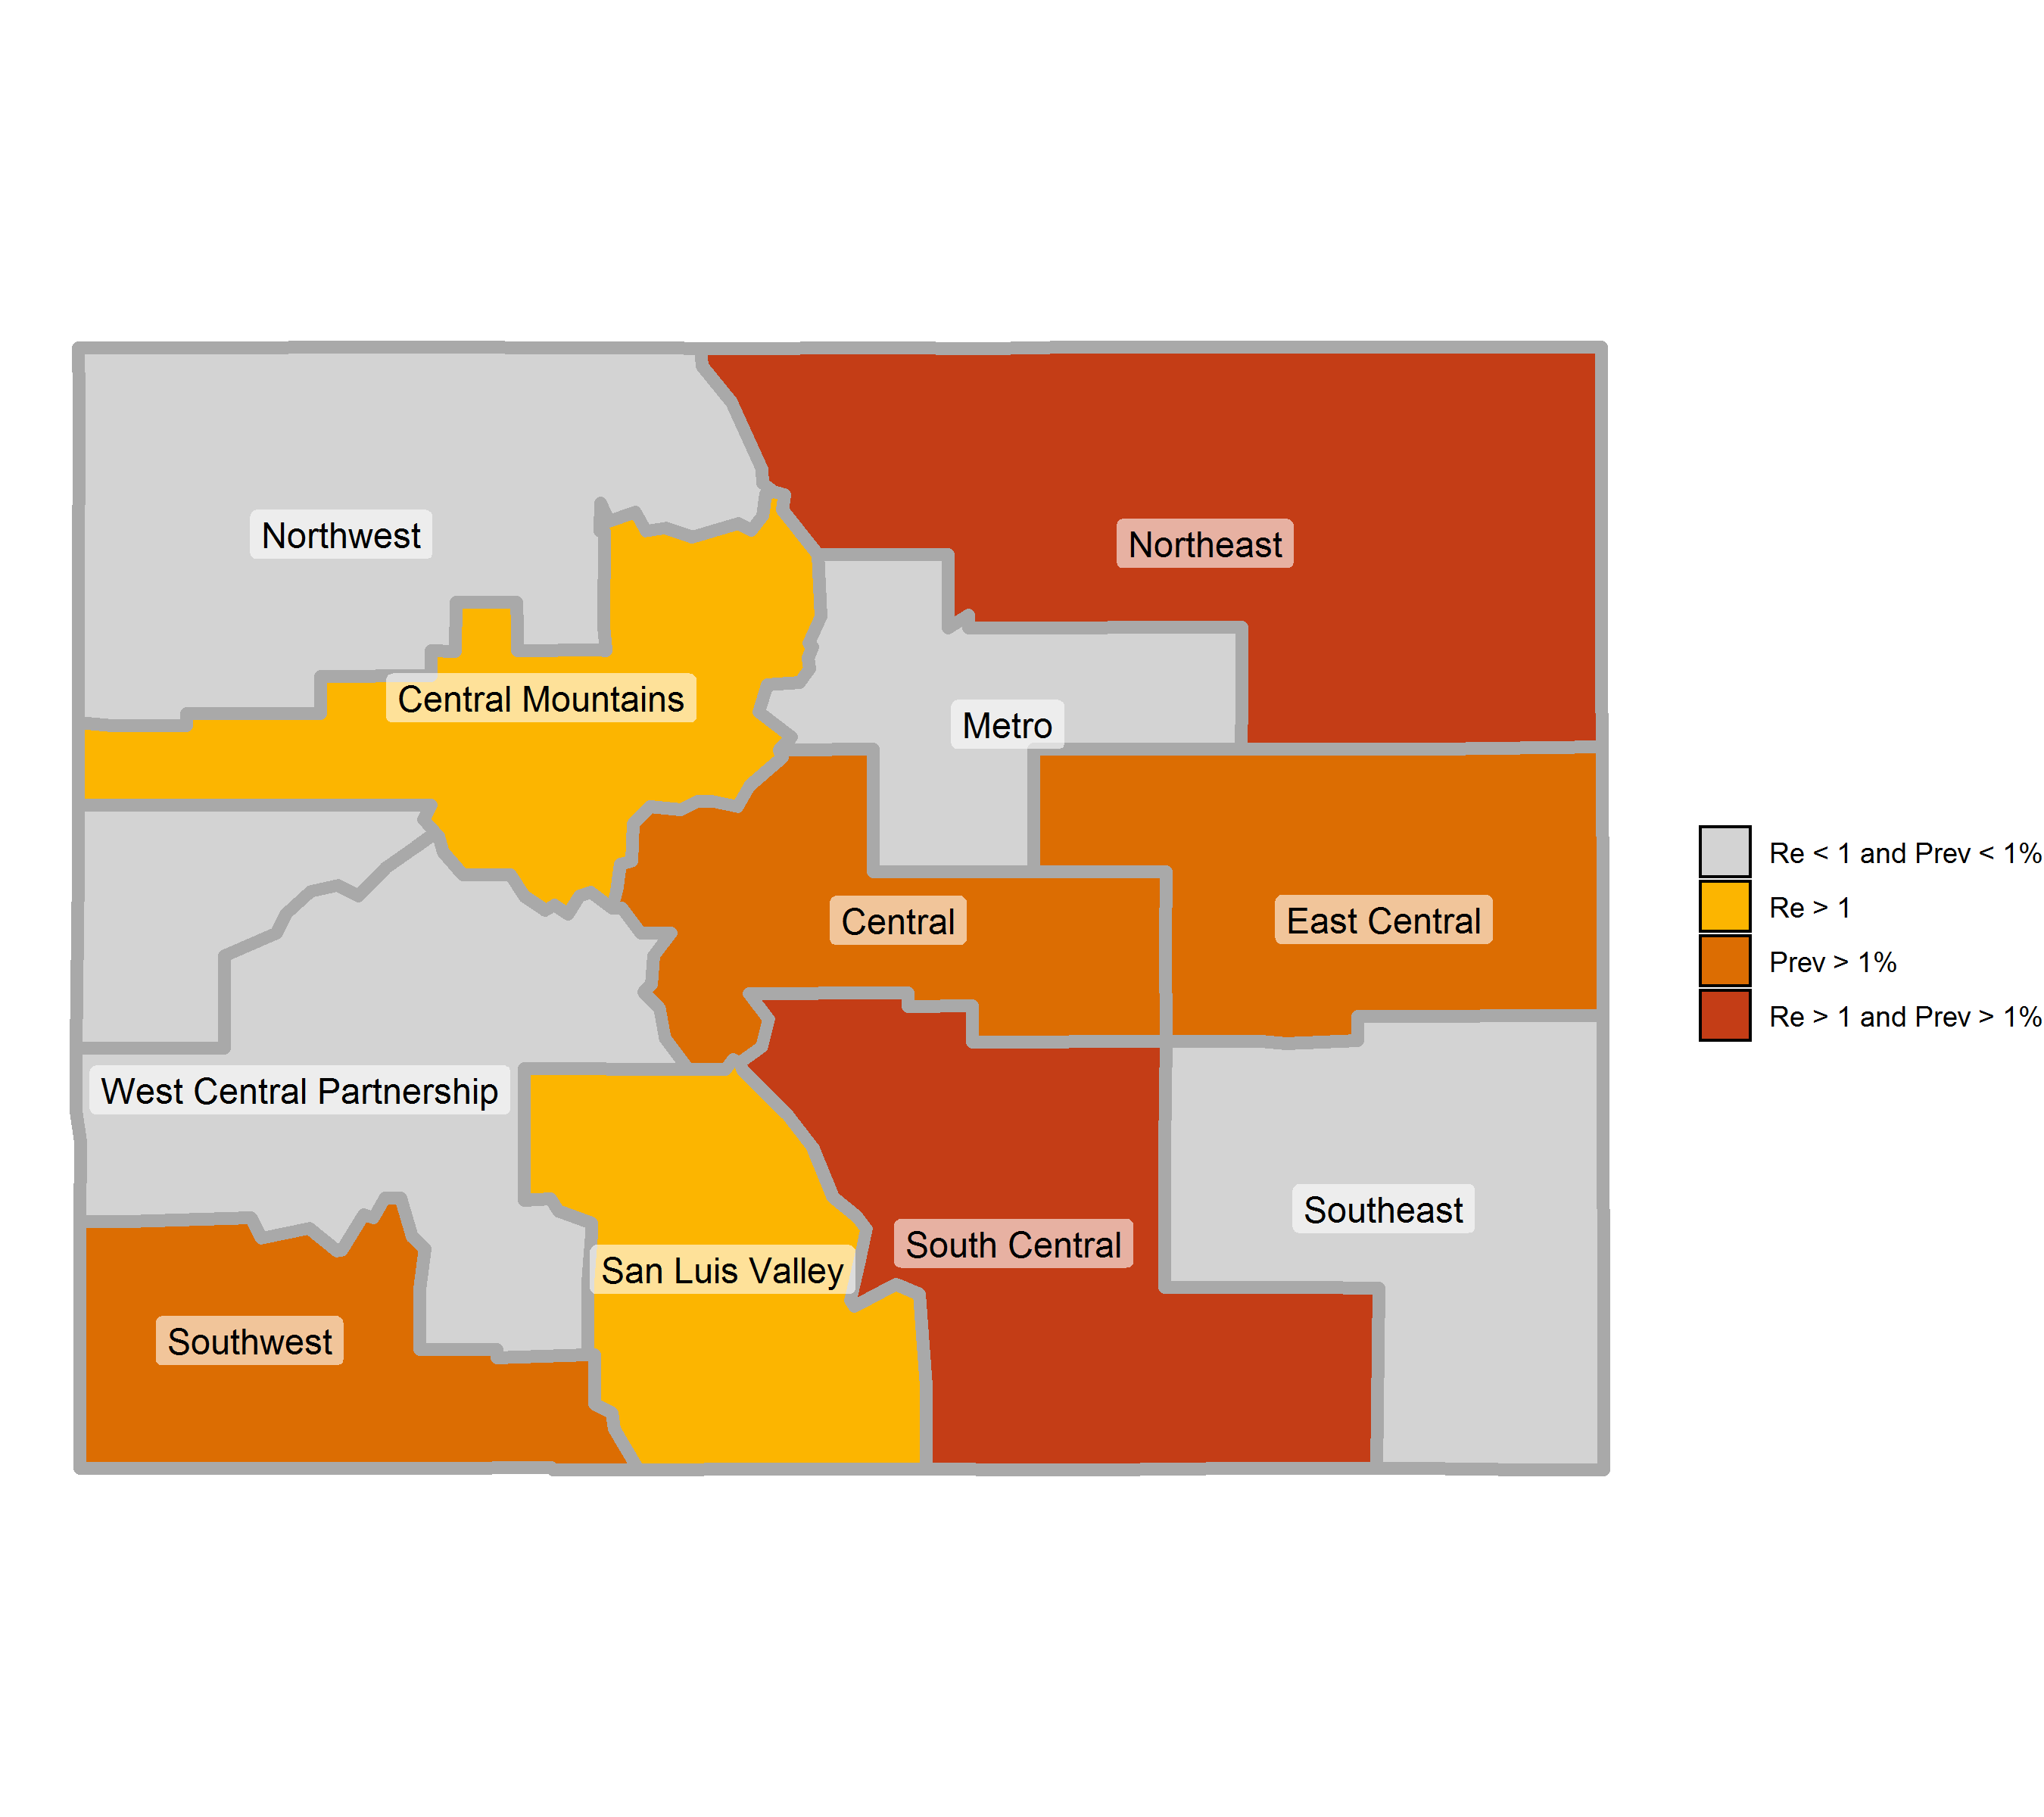 Northwest
Northeast
Central Mountains
Metro
Central
East Central
West Central Partnership
Southeast
South Central
San Luis Valley
Southwest
Re < 1 and Prev < 1%
Re > 1
Prev > 1%
Re > 1 and Prev > 1%